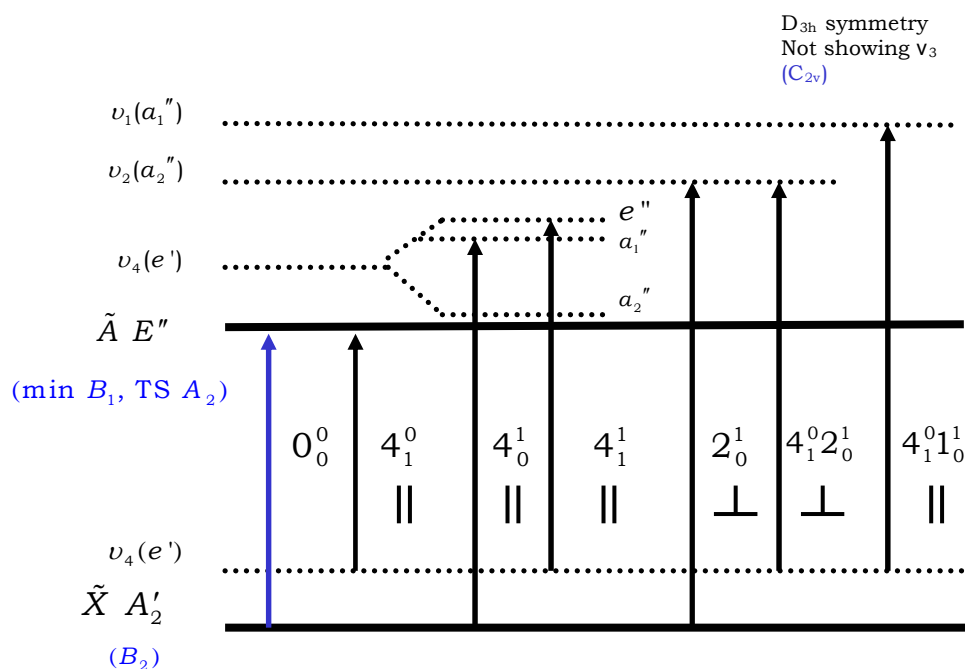 D₃ₕ symmetry
Not showing ν₃
(C₂ᵥ)
υ₁(a₁″)
υ₂(a₂″)
e"
a₁″
υ₄(e')
a₂″
Ã E″
(min B₁, TS A₂)
0⁰₀ 4⁰₁ 4¹₀ 4¹₁ 2¹₀ 4⁰₁2¹₀ 4⁰₁1¹₀
|| || || ⊥ ⊥ ||
υ₄(e')
X̃ A₂′
(B₂)